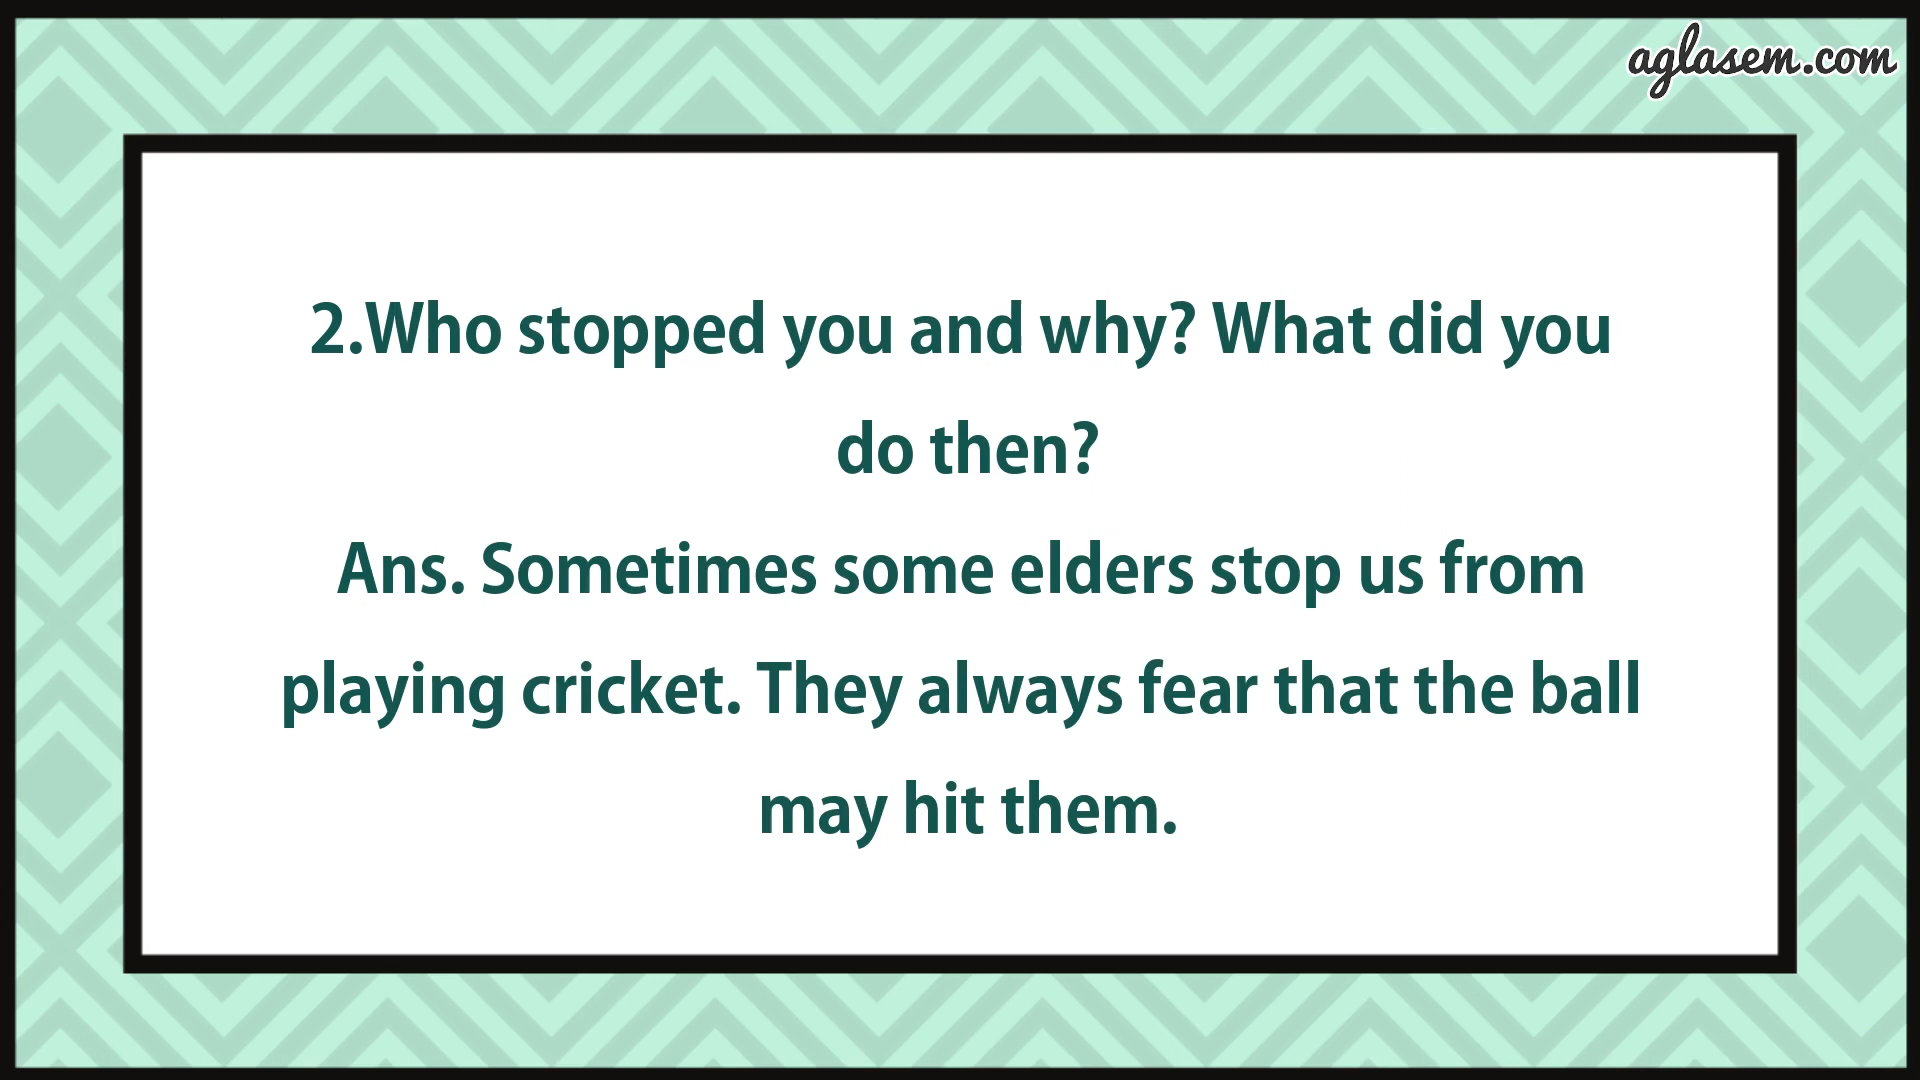 aglasem.com
2.Who stopped you and why? What did you
do then?
Ans. Sometimes some elders stop us from
playing cricket. They always fear that the ball
may hit them.